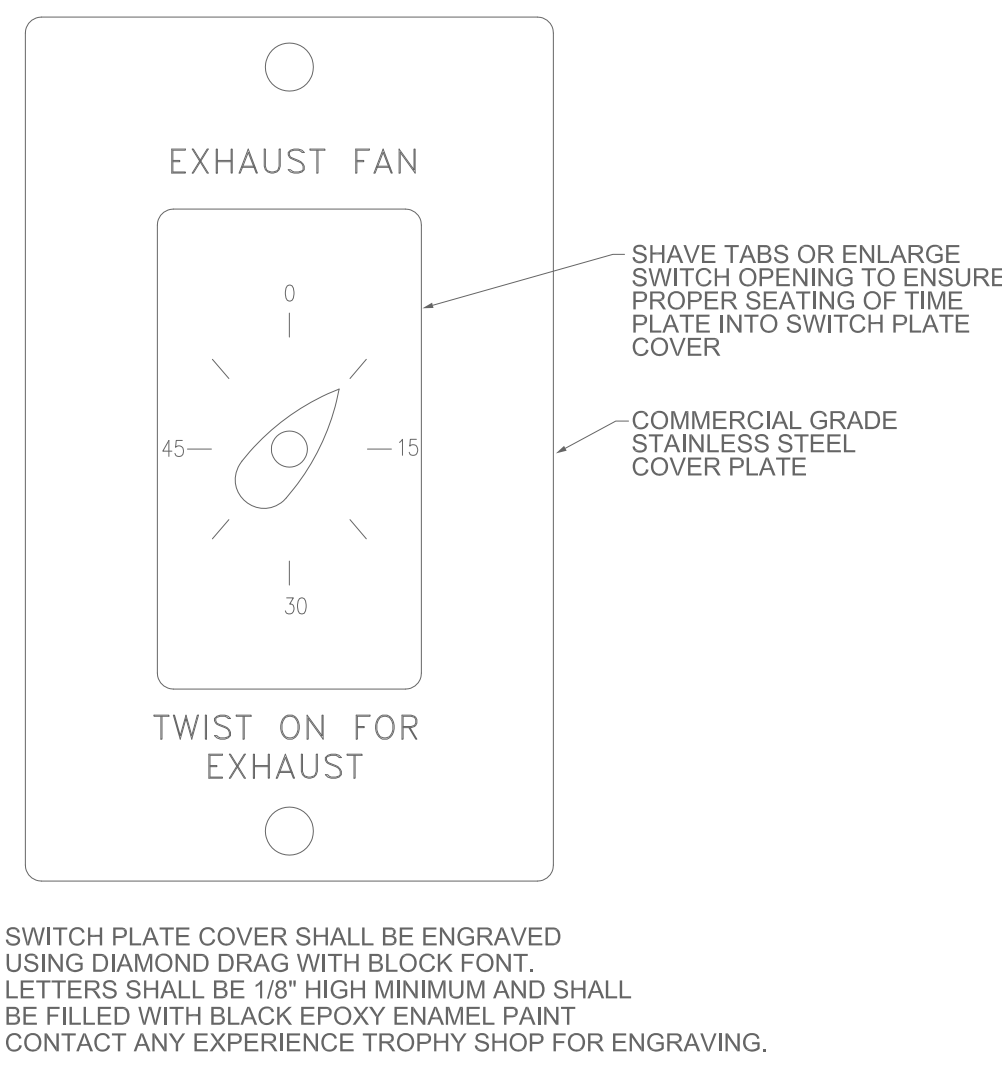 EXHAUST FAN
0
45
15
30
TWIST ON FOR
EXHAUST
SHAVE TABS OR ENLARGE
SWITCH OPENING TO ENSURE
PROPER SEATING OF TIME
PLATE INTO SWITCH PLATE
COVER
COMMERCIAL GRADE
STAINLESS STEEL
COVER PLATE
SWITCH PLATE COVER SHALL BE ENGRAVED
USING DIAMOND DRAG WITH BLOCK FONT.
LETTERS SHALL BE 1/8" HIGH MINIMUM AND SHALL
BE FILLED WITH BLACK EPOXY ENAMEL PAINT
CONTACT ANY EXPERIENCE TROPHY SHOP FOR ENGRAVING.